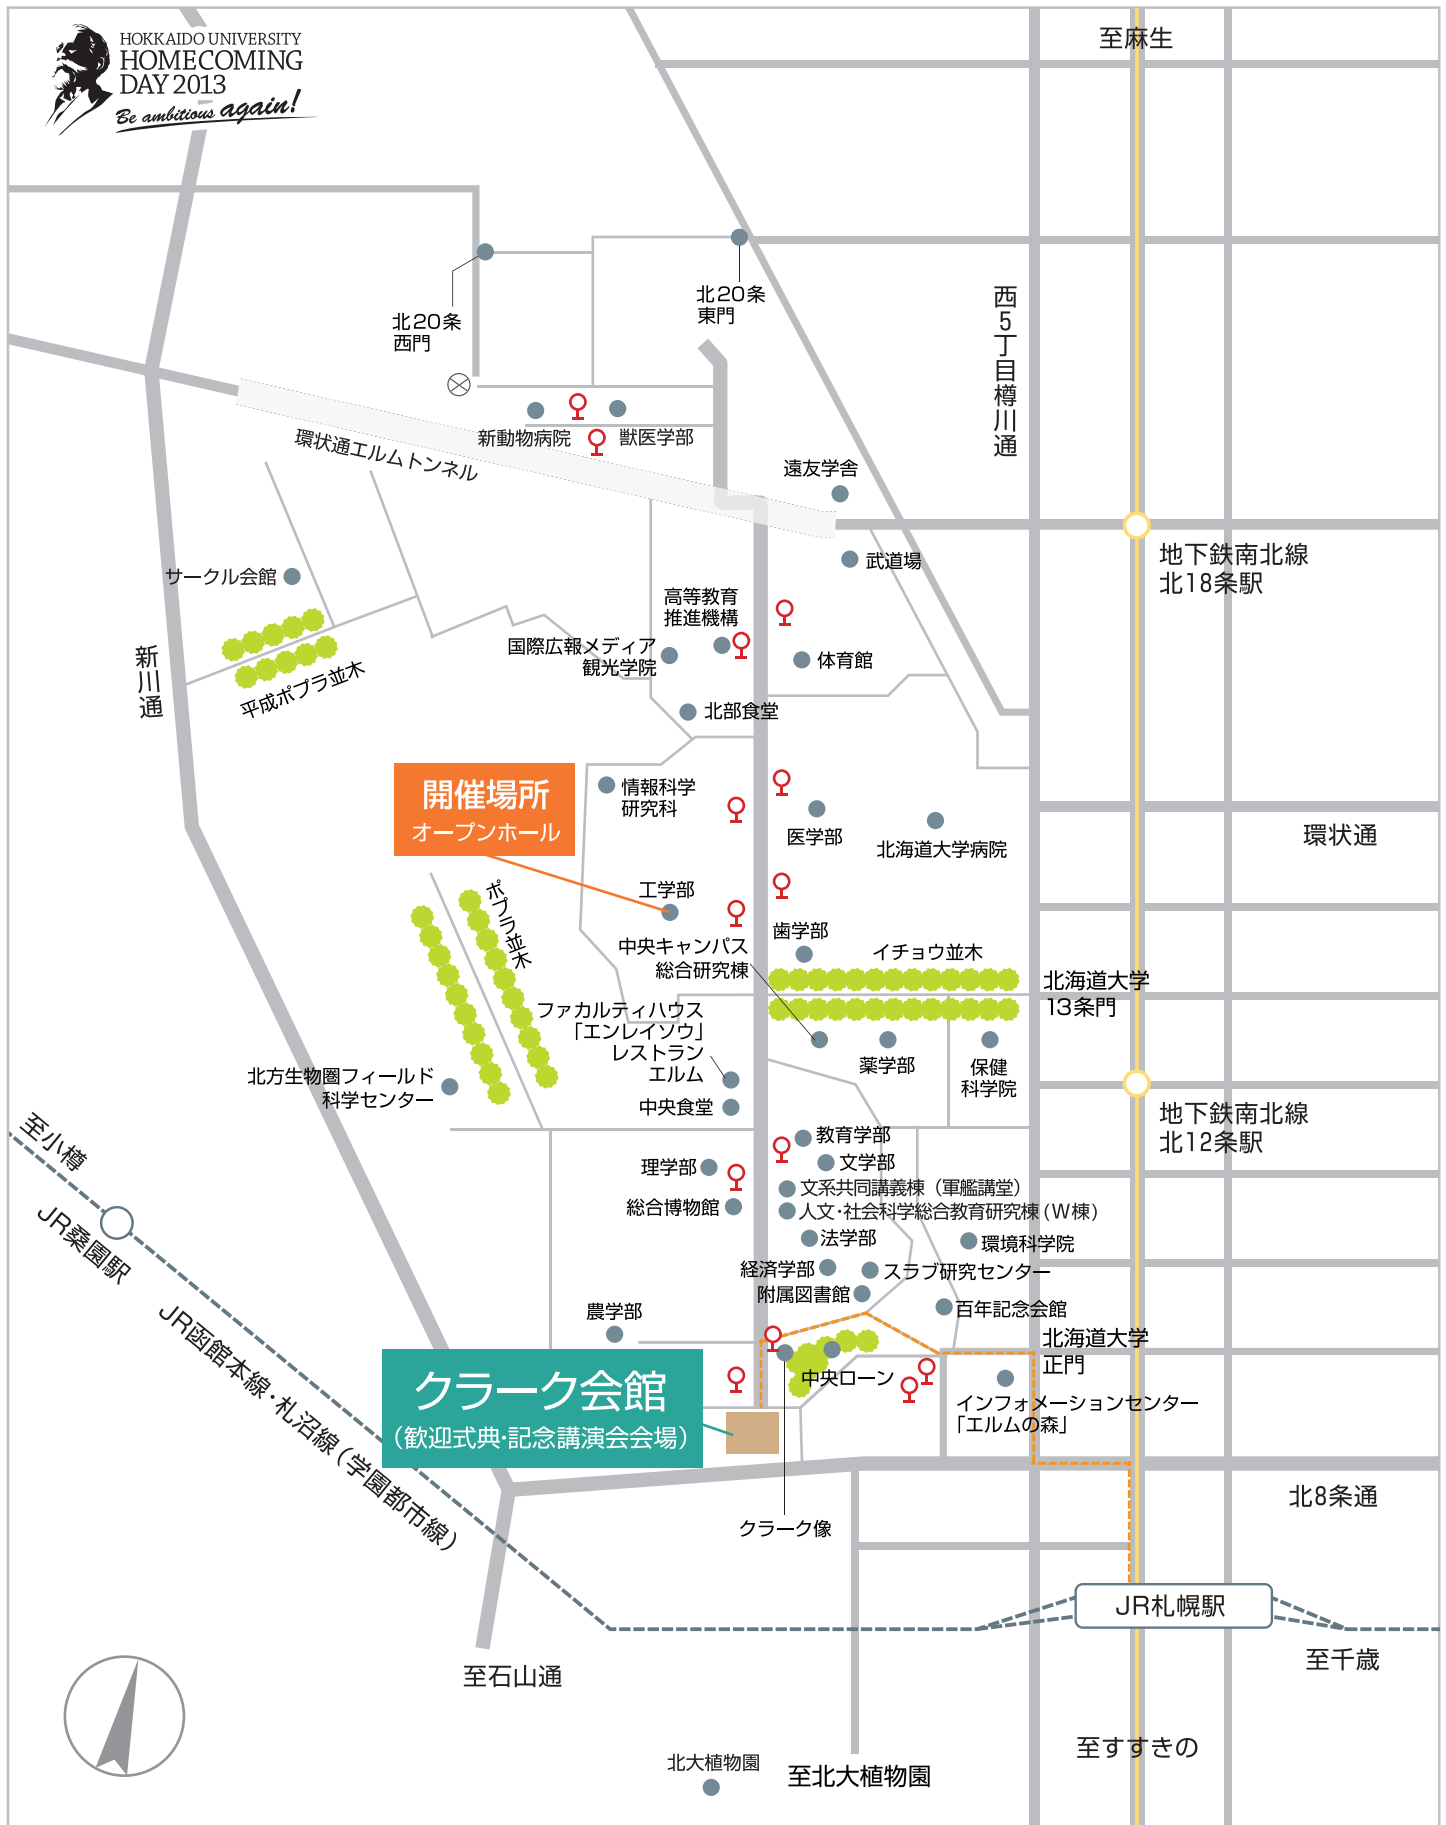 HOKKAIDO UNIVERSITY
HOMECOMING
DAY 2013
Be ambitious again!
至麻生
北20条
西門
北20条
東門
西5丁目樽川通
新動物病院
獣医学部
環状通エルムトンネル
遠友学舎
武道場
地下鉄南北線
北18条駅
サークル会館
高等教育
推進機構
国際広報メディア
観光学院
体育館
新川通
平成ポプラ並木
北部食堂
開催場所
オープンホール
情報科学
研究科
医学部
北海道大学病院
環状通
工学部
ポプラ並木
歯学部
中央キャンパス
総合研究棟
イチョウ並木
北海道大学
13条門
ファカルティハウス
「エンレイソウ」
レストラン
エルム
薬学部
保健
科学院
北方生物圏フィールド
科学センター
中央食堂
地下鉄南北線
北12条駅
至小樽
教育学部
文学部
理学部
文系共同講義棟（軍艦講堂）
総合博物館
人文・社会科学総合教育研究棟(W棟)
JR桑園駅
法学部
環境科学院
経済学部
スラブ研究センター
附属図書館
百年記念会館
農学部
北海道大学
正門
JR函館本線・札沼線(学園都市線)
クラーク会館
(歓迎式典・記念講演会会場)
中央ローン
インフォメーションセンター
「エルムの森」
北8条通
クラーク像
JR札幌駅
至石山通
至千歳
至すすきの
北大植物園
至北大植物園